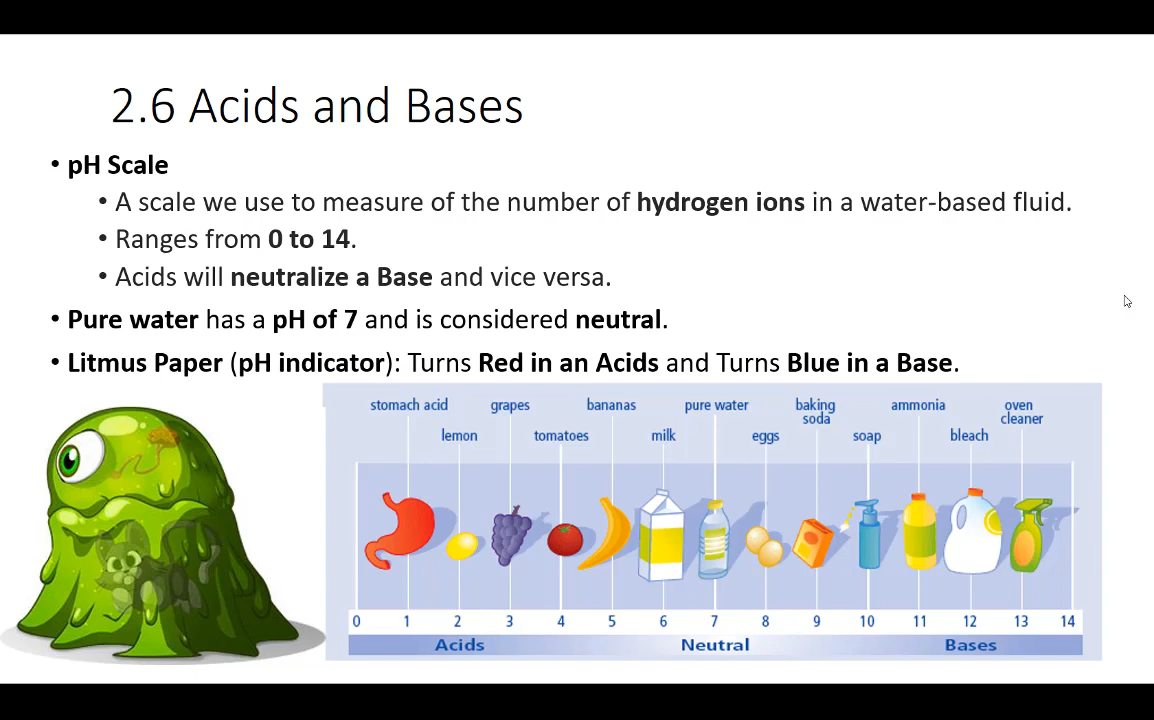 2.6 Acids and Bases
• pH Scale
• A scale we use to measure of the number of hydrogen ions in a water-based fluid.
• Ranges from 0 to 14.
• Acids will neutralize a Base and vice versa.
• Pure water has a pH of 7 and is considered neutral.
• Litmus Paper (pH indicator): Turns Red in an Acids and Turns Blue in a Base.
stomach acid grapes bananas pure water baking soda ammonia oven cleaner
lemon tomatoes milk eggs soap bleach
0 1 2 3 4 5 6 7 8 9 10 11 12 13 14
Acids Neutral Bases